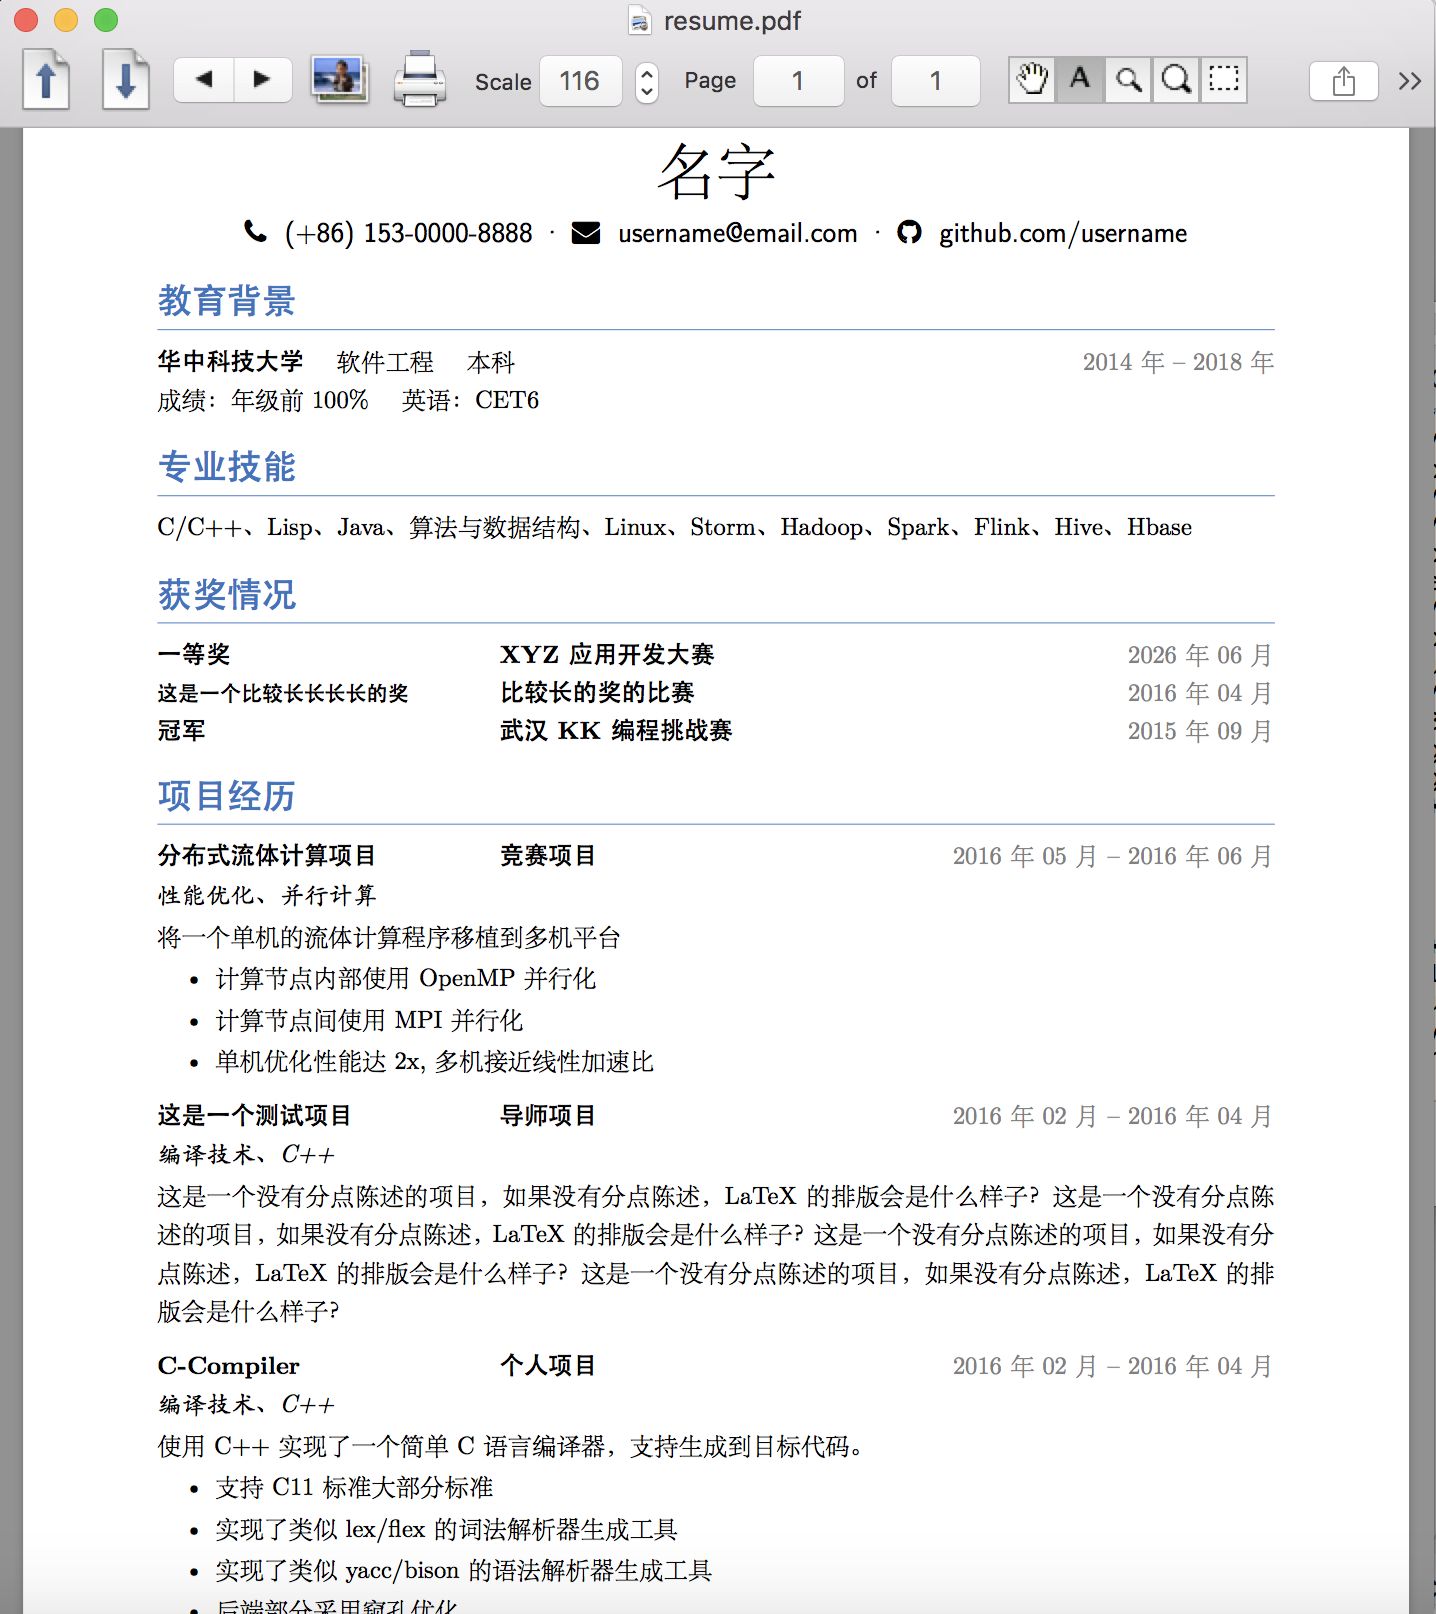 resume.pdf
Scale 116 Page 1 of 1
名字
(+86) 153-0000-8888 · username@email.com · github.com/username
教育背景
华中科技大学 软件工程 本科 2014 年 – 2018 年
成绩：年级前 100% 英语：CET6
专业技能
C/C++、Lisp、Java、算法与数据结构、Linux、Storm、Hadoop、Spark、Flink、Hive、Hbase
获奖情况
一等奖 XYZ 应用开发大赛 2026 年 06 月
这是一个比较长长长长的奖 比较长的奖的比赛 2016 年 04 月
冠军 武汉 KK 编程挑战赛 2015 年 09 月
项目经历
分布式流体计算项目 竞赛项目 2016 年 05 月 – 2016 年 06 月
性能优化、并行计算
将一个单机的流体计算程序移植到多机平台
• 计算节点内部使用 OpenMP 并行化
• 计算节点间使用 MPI 并行化
• 单机优化性能达 2x, 多机接近线性加速比
这是一个测试项目 导师项目 2016 年 02 月 – 2016 年 04 月
编译技术、C++
这是一个没有分点陈述的项目，如果没有分点陈述，LaTeX 的排版会是什么样子？这是一个没有分点陈
述的项目，如果没有分点陈述，LaTeX 的排版会是什么样子？这是一个没有分点陈述的项目，如果没有分
点陈述，LaTeX 的排版会是什么样子？这是一个没有分点陈述的项目，如果没有分点陈述，LaTeX 的排
版会是什么样子？
C-Compiler 个人项目 2016 年 02 月 – 2016 年 04 月
编译技术、C++
使用 C++ 实现了一个简单 C 语言编译器，支持生成到目标代码。
• 支持 C11 标准大部分标准
• 实现了类似 lex/flex 的词法解析器生成工具
• 实现了类似 yacc/bison 的语法解析器生成工具
• 后端部分采用窥孔优化